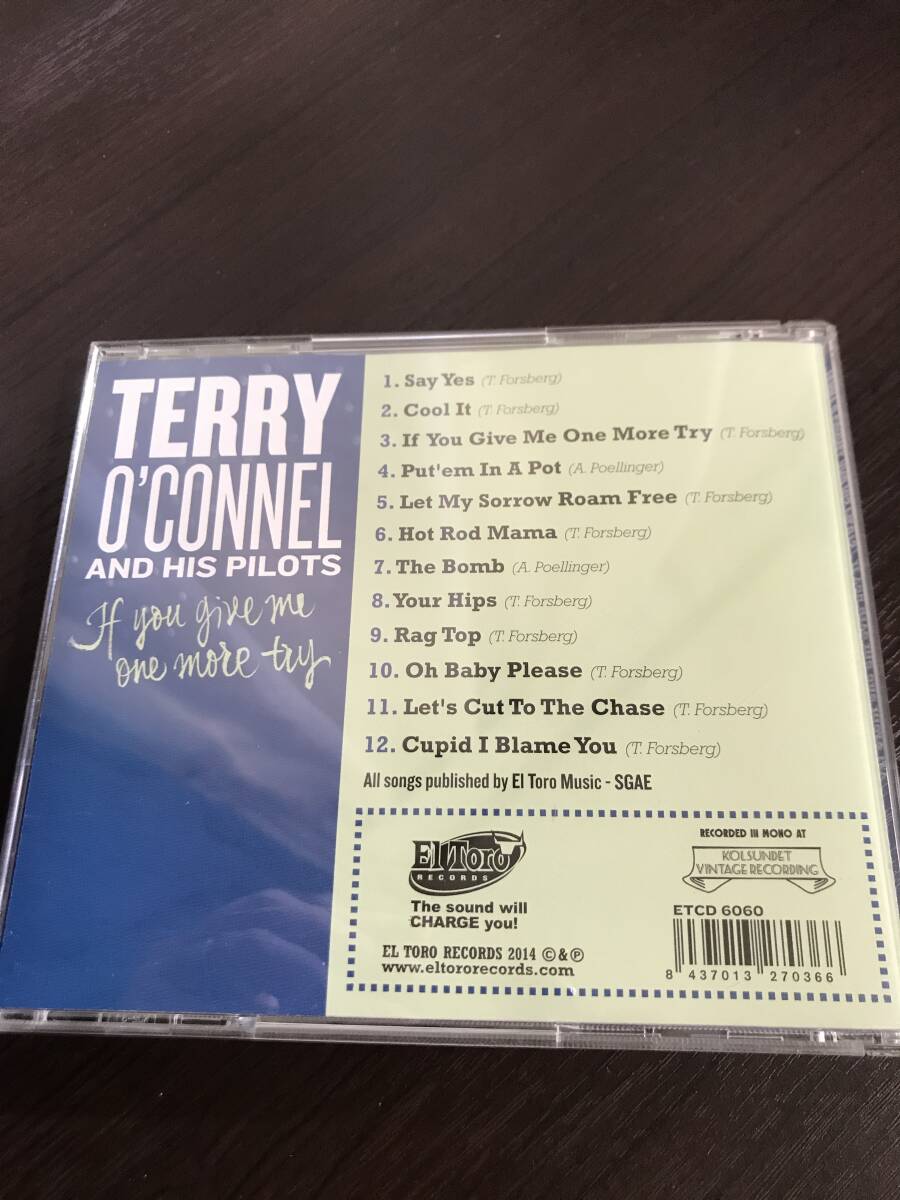 TERRY
O'CONNEL
AND HIS PILOTS
If you give me
one more try
1. Say Yes (T. Forsberg)
2. Cool It (T. Forsberg)
3. If You Give Me One More Try (T. Forsberg)
4. Put'em In A Pot (A. Poellinger)
5. Let My Sorrow Roam Free (T. Forsberg)
6. Hot Rod Mama (T. Forsberg)
7. The Bomb (A. Poellinger)
8. Your Hips (T. Forsberg)
9. Rag Top (T. Forsberg)
10. Oh Baby Please (T. Forsberg)
11. Let's Cut To The Chase (T. Forsberg)
12. Cupid I Blame You (T. Forsberg)
All songs published by El Toro Music - SGAE
El Toro
RECORDS
The sound will
CHARGE you!
EL TORO RECORDS 2014 ©&℗
www.eltororecords.com
RECORDED IN MONO AT
KOLSUNDET
VINTAGE RECORDING
ETCD 6060
8 437013 270366